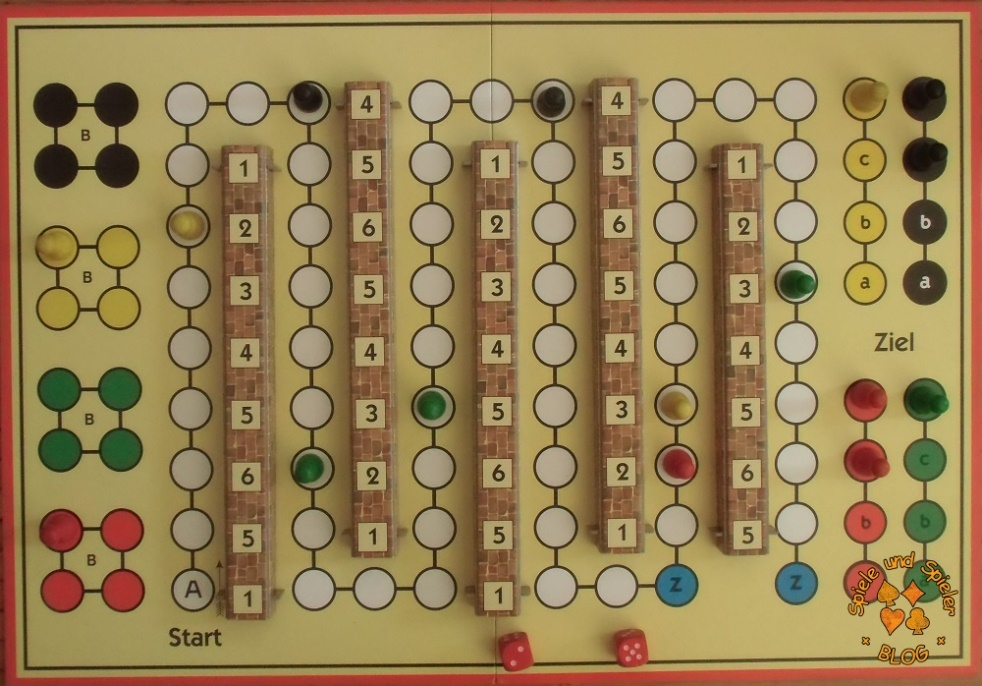 4 4
B
1 5 1 5 1 c
2 6 2 6 2 b b
B 3 5 3 5 3 a a
Ziel
4 4 4 4 4
B 5 3 5 3 5
6 2 6 2 6 c
B 5 1 5 1 5 b b
A 1 1 Z Z
Start
Spiele und Spieler
BLOG